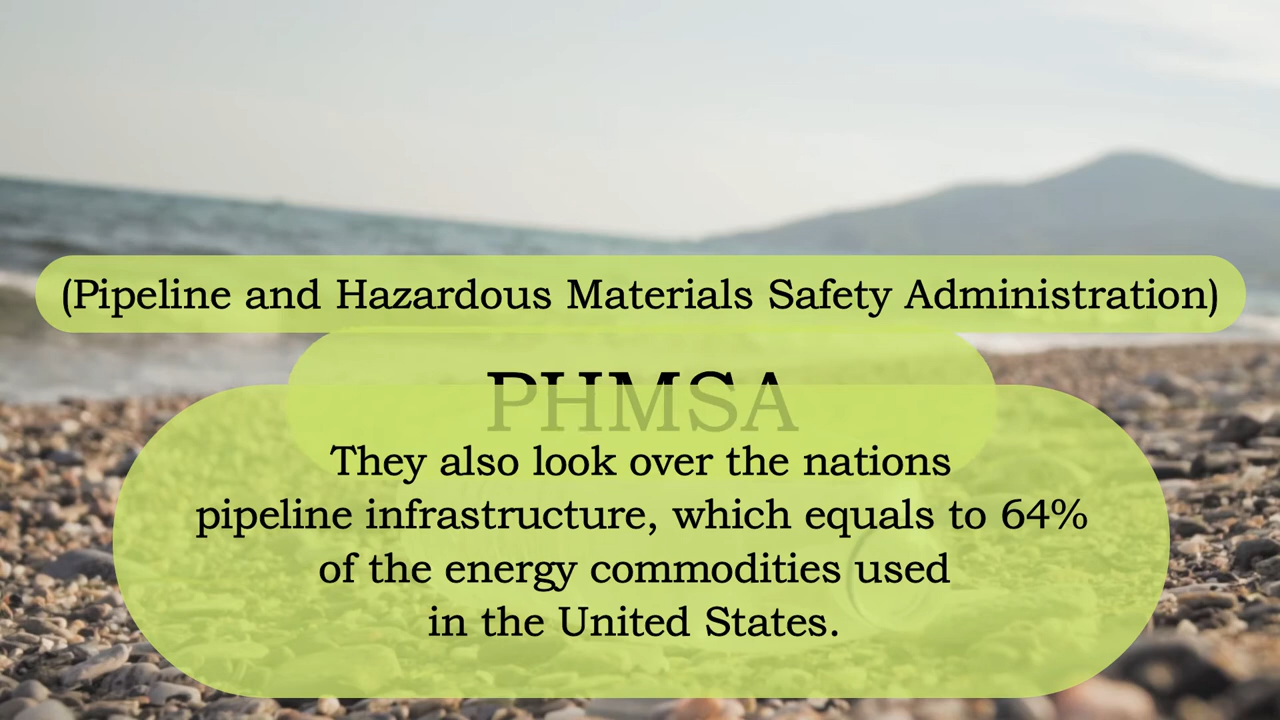 (Pipeline and Hazardous Materials Safety Administration)
PHMSA
They also look over the nations
pipeline infrastructure, which equals to 64%
of the energy commodities used
in the United States.